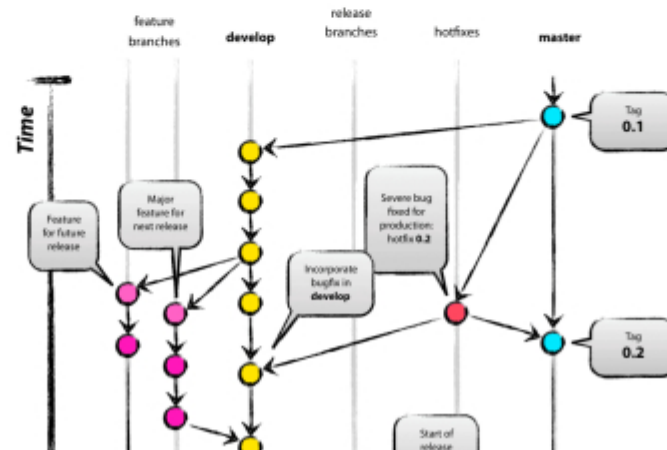 feature
branches
develop
release
branches
hotfixes
master
Time
Tag
0.1
Major
feature for
next release
Severe bug
fixed for
production:
hotfix 0.2
Feature
for future
release
Incorporate
bugfix in
develop
Tag
0.2
Start of
release